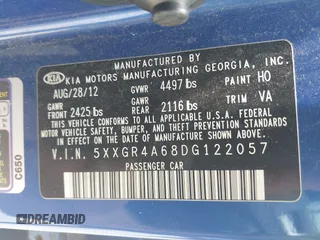 KIA KIA MOTORS MANUFACTURING GEORGIA, INC.
AUG/28/12 GVWR 4497 lbs PAINT HO
GAWR FRONT 2425 lbs GAWR REAR 2116 lbs TRIM VA
THIS VEHICLE CONFORMS TO ALL APPLICABLE U.S.A. FEDERAL MOTOR VEHICLE SAFETY, BUMPER, AND THEFT PREVENTION STANDARDS IN EFFECT ON THE DATE OF MANUFACTURE SHOWN ABOVE.
V.I.N. 5XXGR4A68DG122057
PASSENGER CAR
C650
DREAMBID